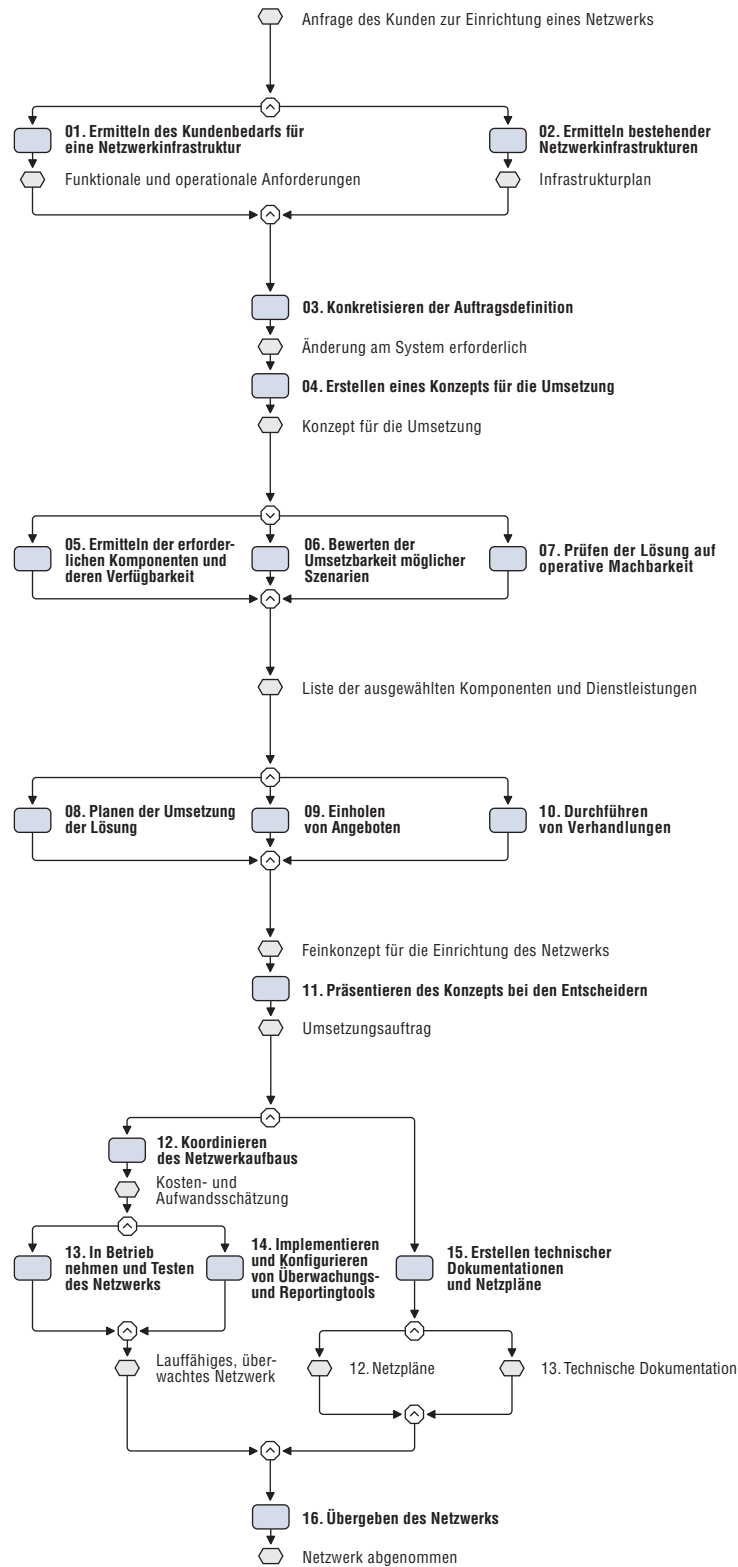 Anfrage des Kunden zur Einrichtung eines Netzwerks
01. Ermitteln des Kundenbedarfs für
eine Netzwerkinfrastruktur
02. Ermitteln bestehender
Netzwerkinfrastrukturen
Funktionale und operationale Anforderungen
Infrastrukturplan
03. Konkretisieren der Auftragsdefinition
Änderung am System erforderlich
04. Erstellen eines Konzepts für die Umsetzung
Konzept für die Umsetzung
05. Ermitteln der erforder-
lichen Komponenten und
deren Verfügbarkeit
06. Bewerten der
Umsetzbarkeit möglicher
Szenarien
07. Prüfen der Lösung auf
operative Machbarkeit
Liste der ausgewählten Komponenten und Dienstleistungen
08. Planen der Umsetzung
der Lösung
09. Einholen
von Angeboten
10. Durchführen
von Verhandlungen
Feinkonzept für die Einrichtung des Netzwerks
11. Präsentieren des Konzepts bei den Entscheidern
Umsetzungsauftrag
12. Koordinieren
des Netzwerkaufbaus
Kosten- und
Aufwandsschätzung
13. In Betrieb
nehmen und Testen
des Netzwerks
14. Implementieren
und Konfigurieren
von Überwachungs-
und Reportingtools
15. Erstellen technischer
Dokumentationen
und Netzpläne
Lauffähiges, über-
wachtes Netzwerk
12. Netzpläne
13. Technische Dokumentation
16. Übergeben des Netzwerks
Netzwerk abgenommen